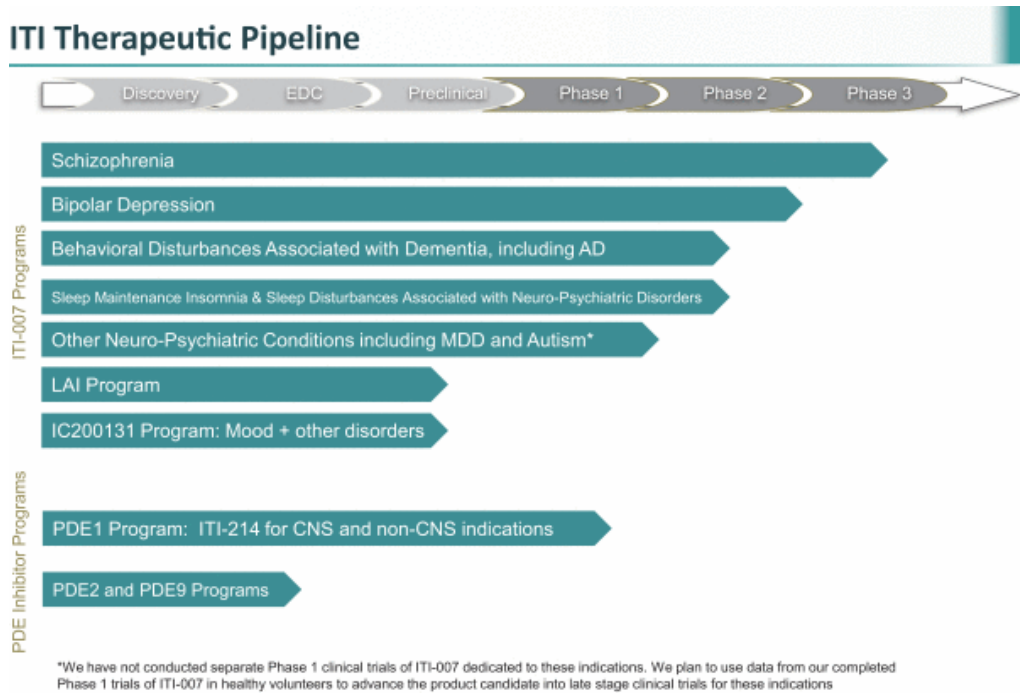 ITI Therapeutic Pipeline
Discovery
EDC
Preclinical
Phase 1
Phase 2
Phase 3
ITI-007 Programs
Schizophrenia
Bipolar Depression
Behavioral Disturbances Associated with Dementia, including AD
Sleep Maintenance Insomnia & Sleep Disturbances Associated with Neuro-Psychiatric Disorders
Other Neuro-Psychiatric Conditions including MDD and Autism*
LAI Program
IC200131 Program: Mood + other disorders
PDE Inhibitor Programs
PDE1 Program: ITI-214 for CNS and non-CNS indications
PDE2 and PDE9 Programs
*We have not conducted separate Phase 1 clinical trials of ITI-007 dedicated to these indications. We plan to use data from our completed
Phase 1 trials of ITI-007 in healthy volunteers to advance the product candidate into late stage clinical trials for these indications